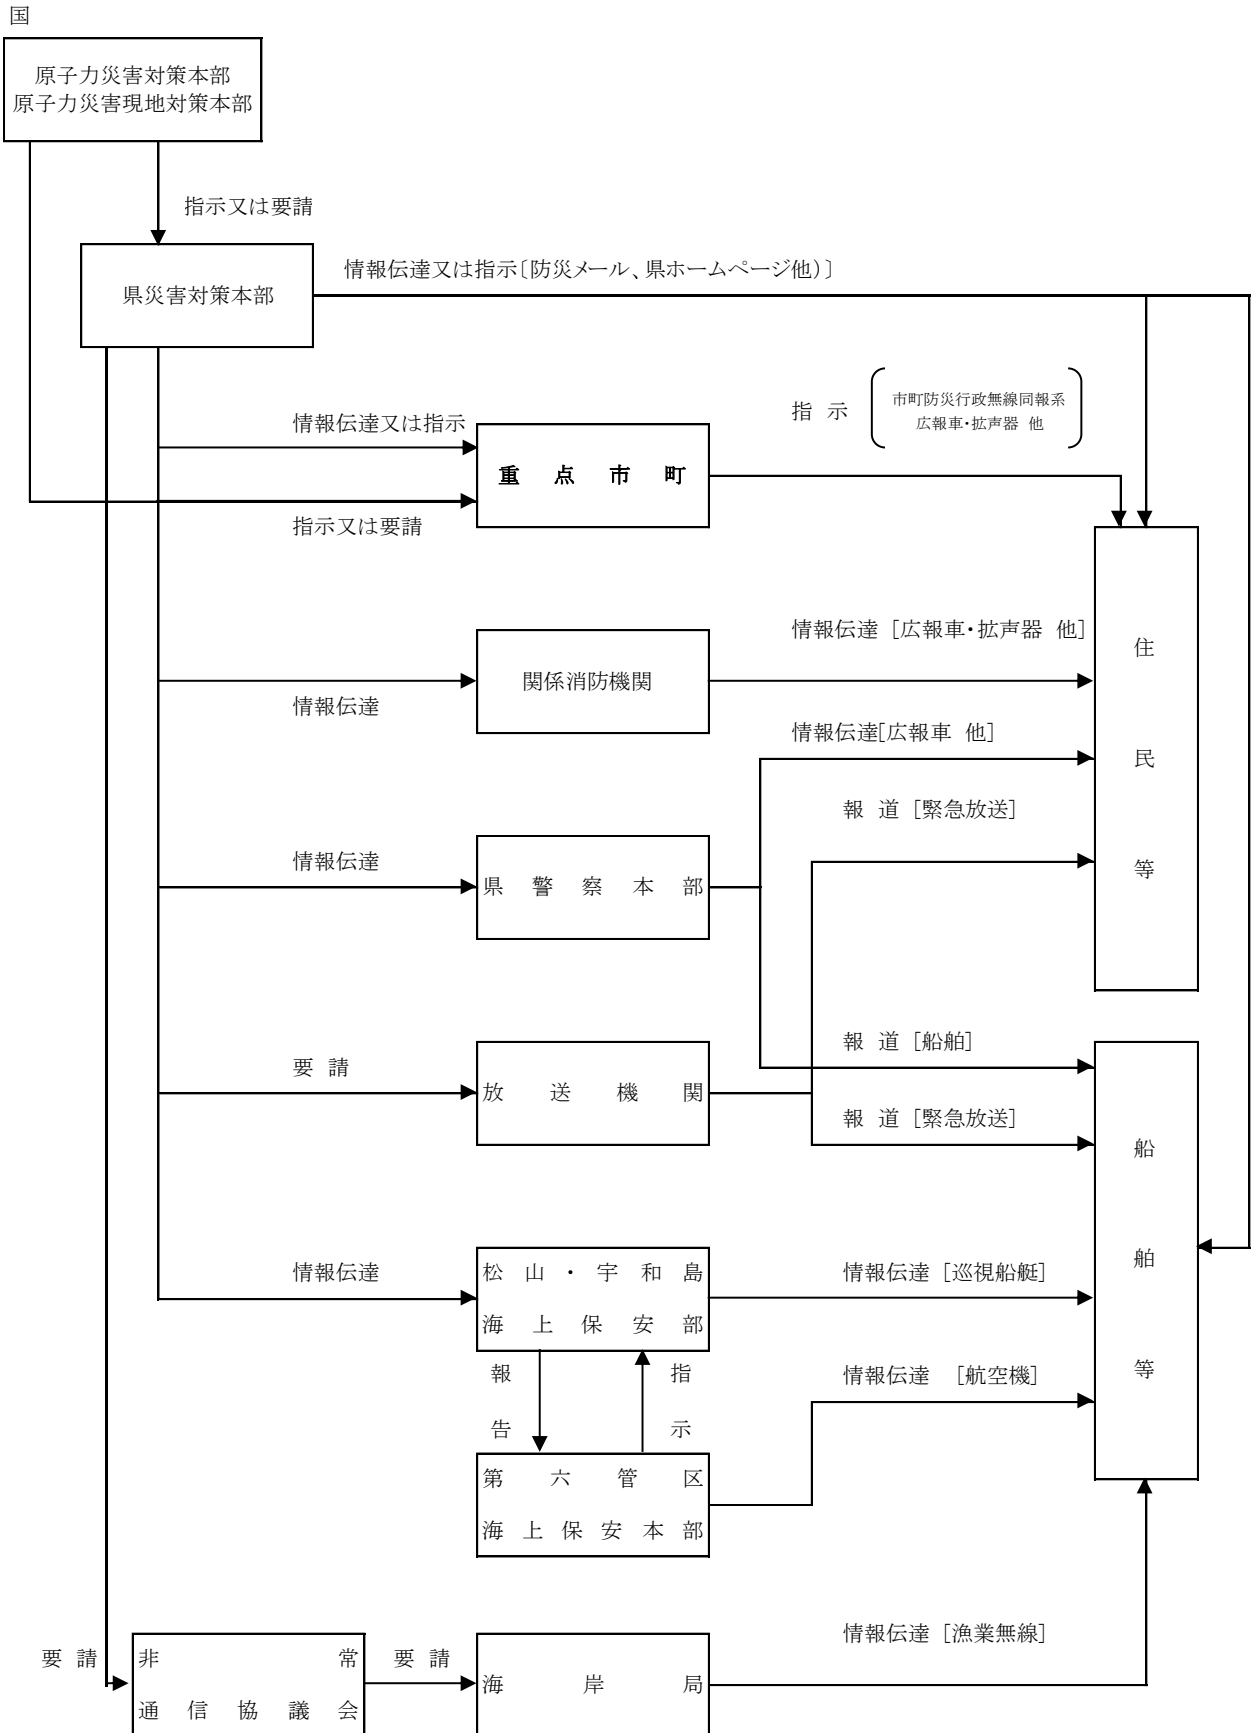 国
原子力災害対策本部
原子力災害現地対策本部
指示又は要請
情報伝達又は指示〔防災メール、県ホームページ他）〕
県災害対策本部
情報伝達又は指示
指 示
市町防災行政無線同報系
広報車・拡声器 他
重 点 市 町
指示又は要請
情報伝達 [広報車・拡声器 他]
関係消防機関
情報伝達
情報伝達[広報車 他]
住民等
報 道 [緊急放送]
情報伝達
県警察本部
報 道 [船舶]
要 請
放送機関
報 道 [緊急放送]
船舶等
情報伝達
松山・宇和島
海上保安部
情報伝達 [巡視船艇]
報告
指示
情報伝達 [航空機]
第六管区
海上保安本部
情報伝達 [漁業無線]
要 請
非常
通信協議会
要 請
海岸局